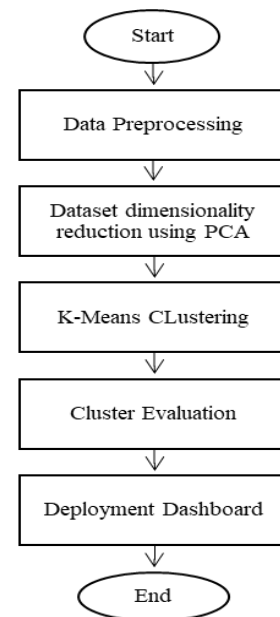 Start
Data Preprocessing
Dataset dimensionality
reduction using PCA
K-Means CLustering
Cluster Evaluation
Deployment Dashboard
End